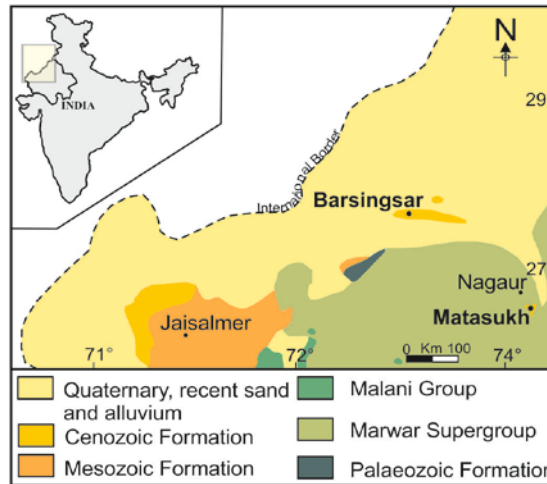 INDIA
N
29
International Border
Barsingsar
27
Nagaur
Matasukh
Jaisalmer
0 Km 100
71° 72° 74°
Quaternary, recent sand
and alluvium
Cenozoic Formation
Mesozoic Formation
Malani Group
Marwar Supergroup
Palaeozoic Formation